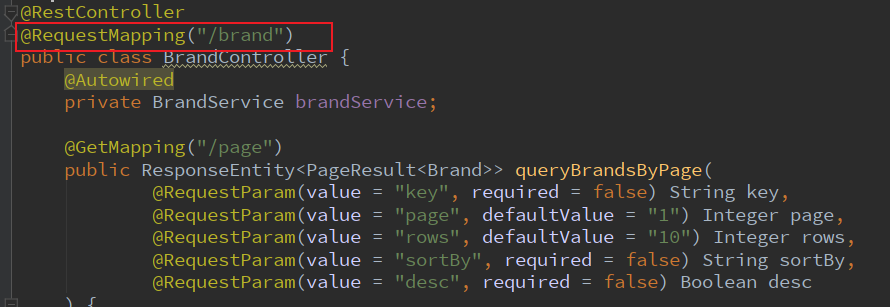 @RestController
@RequestMapping("/brand")
public class BrandController {
@Autowired
private BrandService brandService;
@GetMapping("/page")
public ResponseEntity<PageResult<Brand>> queryBrandsByPage(
@RequestParam(value = "key", required = false) String key,
@RequestParam(value = "page", defaultValue = "1") Integer page,
@RequestParam(value = "rows", defaultValue = "10") Integer rows,
@RequestParam(value = "sortBy", required = false) String sortBy,
@RequestParam(value = "desc", required = false) Boolean desc
) {